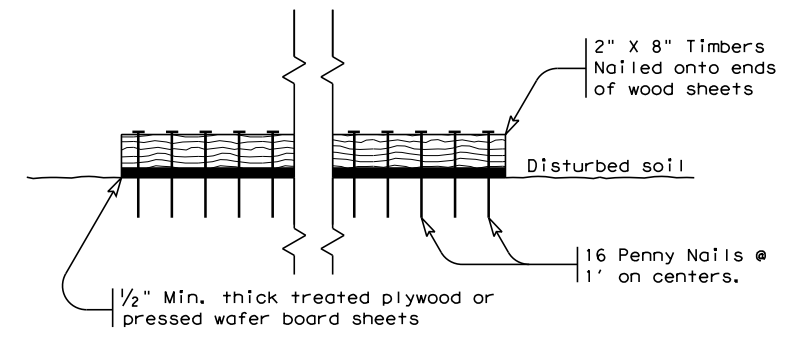 2" X 8" Timbers
Nailed onto ends
of wood sheets
Disturbed soil
16 Penny Nails @
1' on centers.
1/2" Min. thick treated plywood or
pressed wafer board sheets